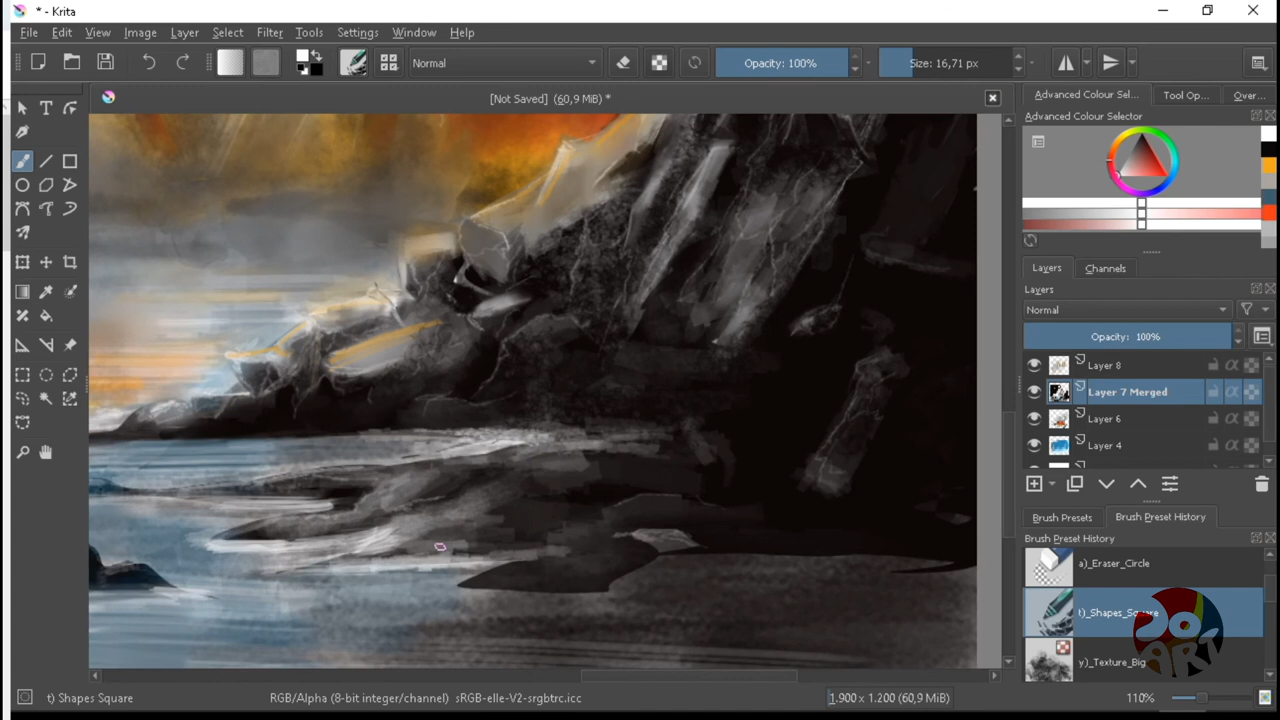 * - Krita
File Edit View Image Layer Select Filter Tools Settings Window Help
Normal Opacity: 100% Size: 16,71 px
[Not Saved] (60,9 MiB) *
Advanced Colour Sel... Tool Op... Over...
Advanced Colour Selector
Layers Channels
Layers
Normal
Opacity: 100%
Layer 8
Layer 7 Merged
Layer 6
Layer 4
Brush Presets Brush Preset History
Brush Preset History
a)_Eraser_Circle
t)_Shapes_Square
y)_Texture_Big
20
ART
t) Shapes Square RGB/Alpha (8-bit integer/channel) sRGB-elle-V2-srgbtrc.icc 1.900 x 1.200 (60,9 MiB) 110%